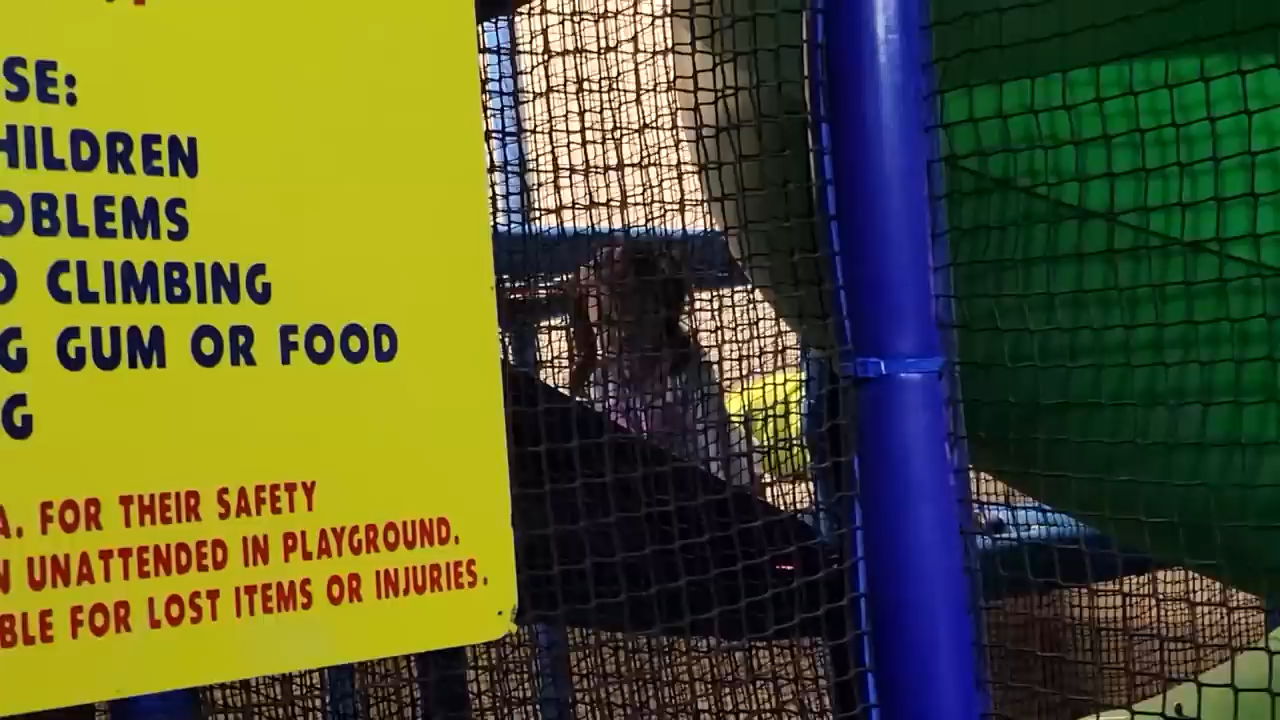 SE:
HILDREN
OBLEMS
O CLIMBING
G GUM OR FOOD
G
A. FOR THEIR SAFETY
N UNATTENDED IN PLAYGROUND.
BLE FOR LOST ITEMS OR INJURIES.